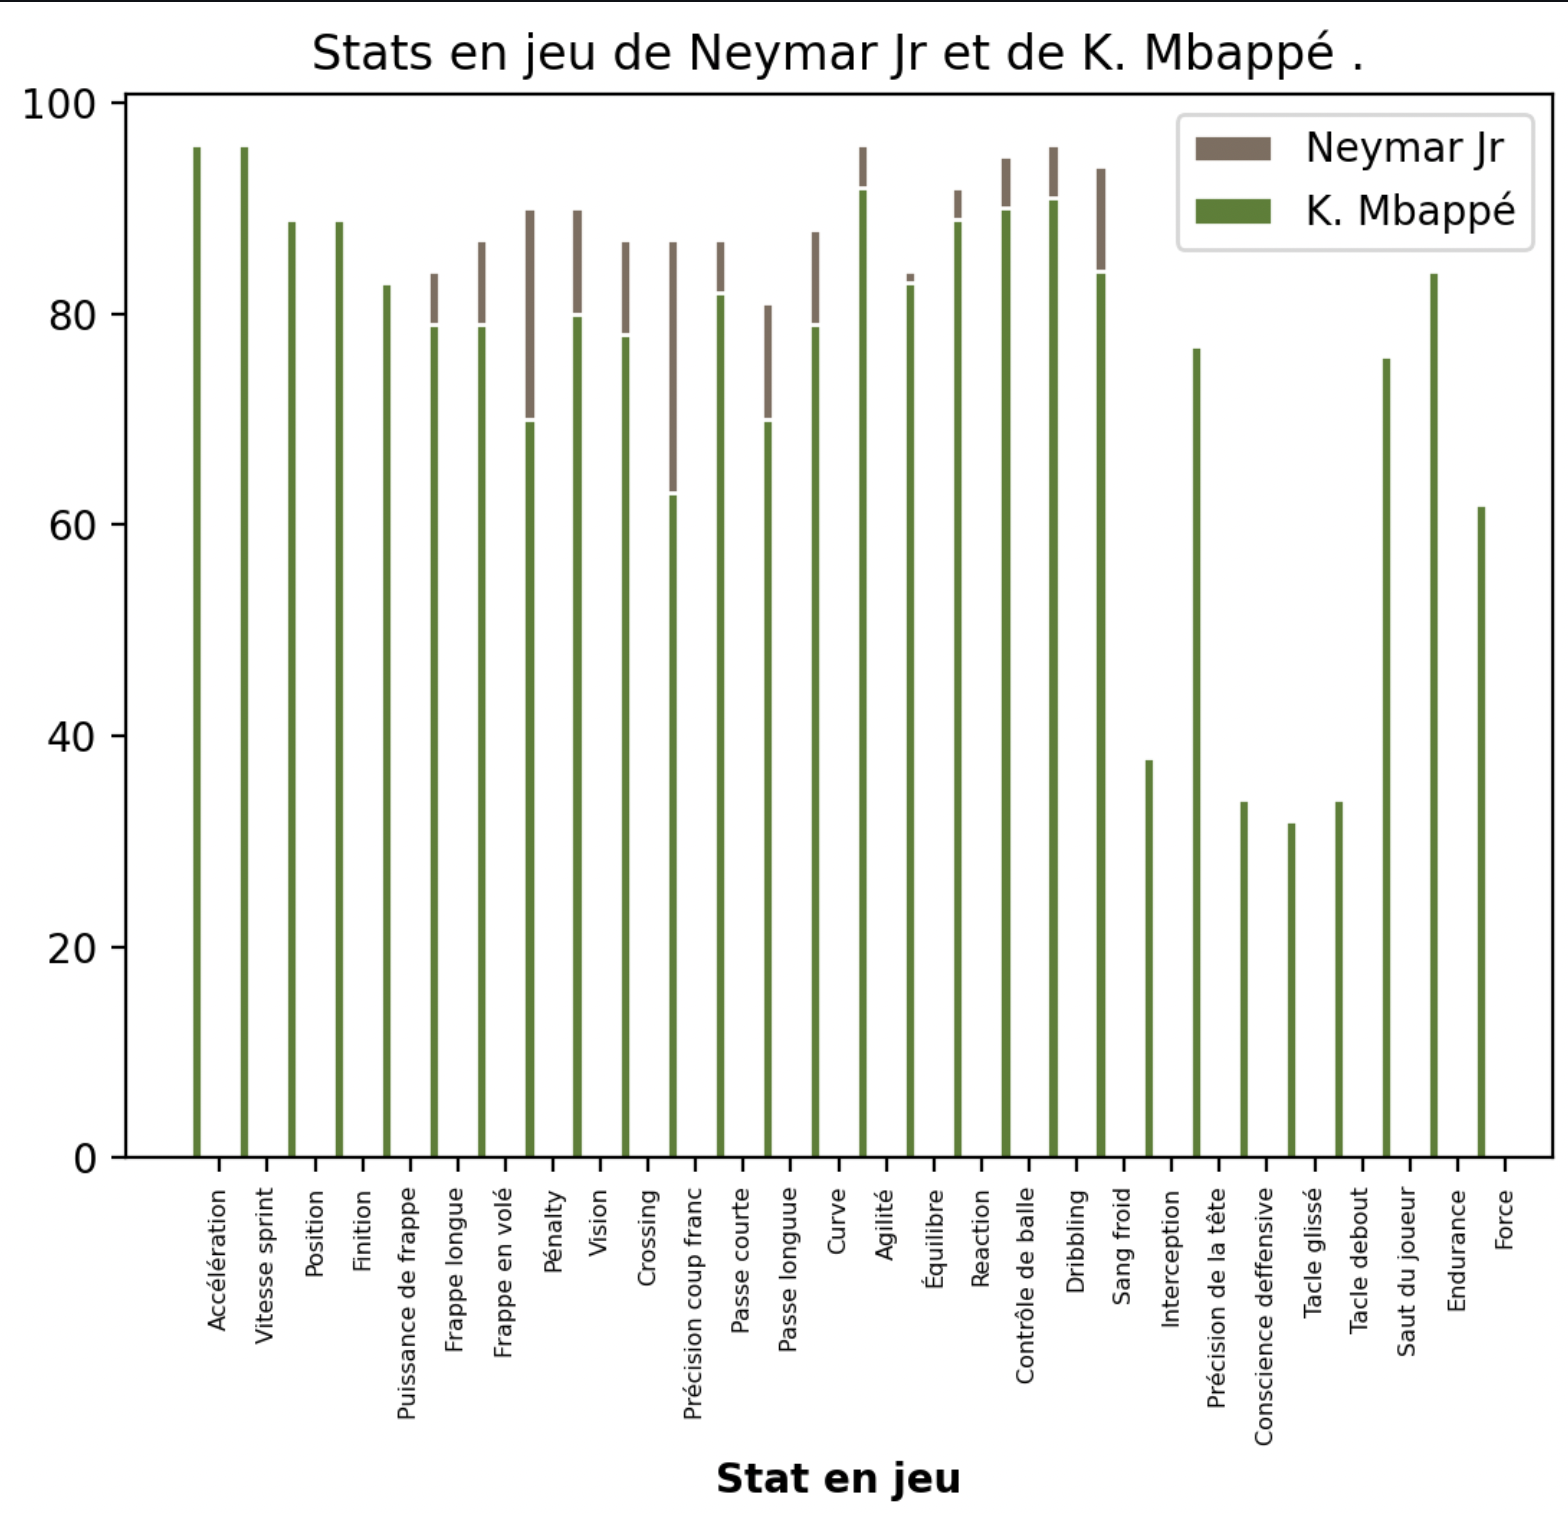 Stats en jeu de Neymar Jr et de K. Mbappé .
Neymar Jr
K. Mbappé
100
80
60
40
20
0
Accélération
Vitesse sprint
Position
Finition
Puissance de frappe
Frappe longue
Frappe en volé
Pénalty
Vision
Crossing
Précision coup franc
Passe courte
Passe longuue
Curve
Agilité
Équilibre
Reaction
Contrôle de balle
Dribbling
Sang froid
Interception
Précision de la tête
Conscience deffensive
Tacle glissé
Tacle debout
Saut du joueur
Endurance
Force
Stat en jeu